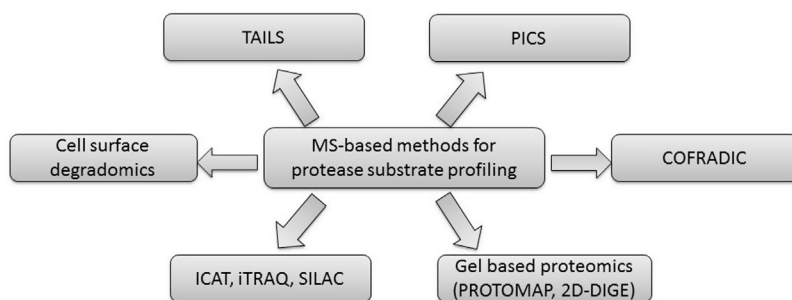 TAILS
PICS
Cell surface
degradomics
MS-based methods for
protease substrate profiling
COFRADIC
ICAT, iTRAQ, SILAC
Gel based proteomics
(PROTOMAP, 2D-DIGE)